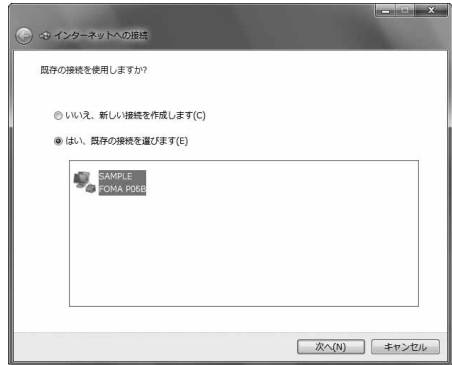 インターネットへの接続
既存の接続を使用しますか?
いいえ、新しい接続を作成します(C)
はい、既存の接続を選びます(E)
SAMPLE
FOMA P06B
次へ(N)
キャンセル